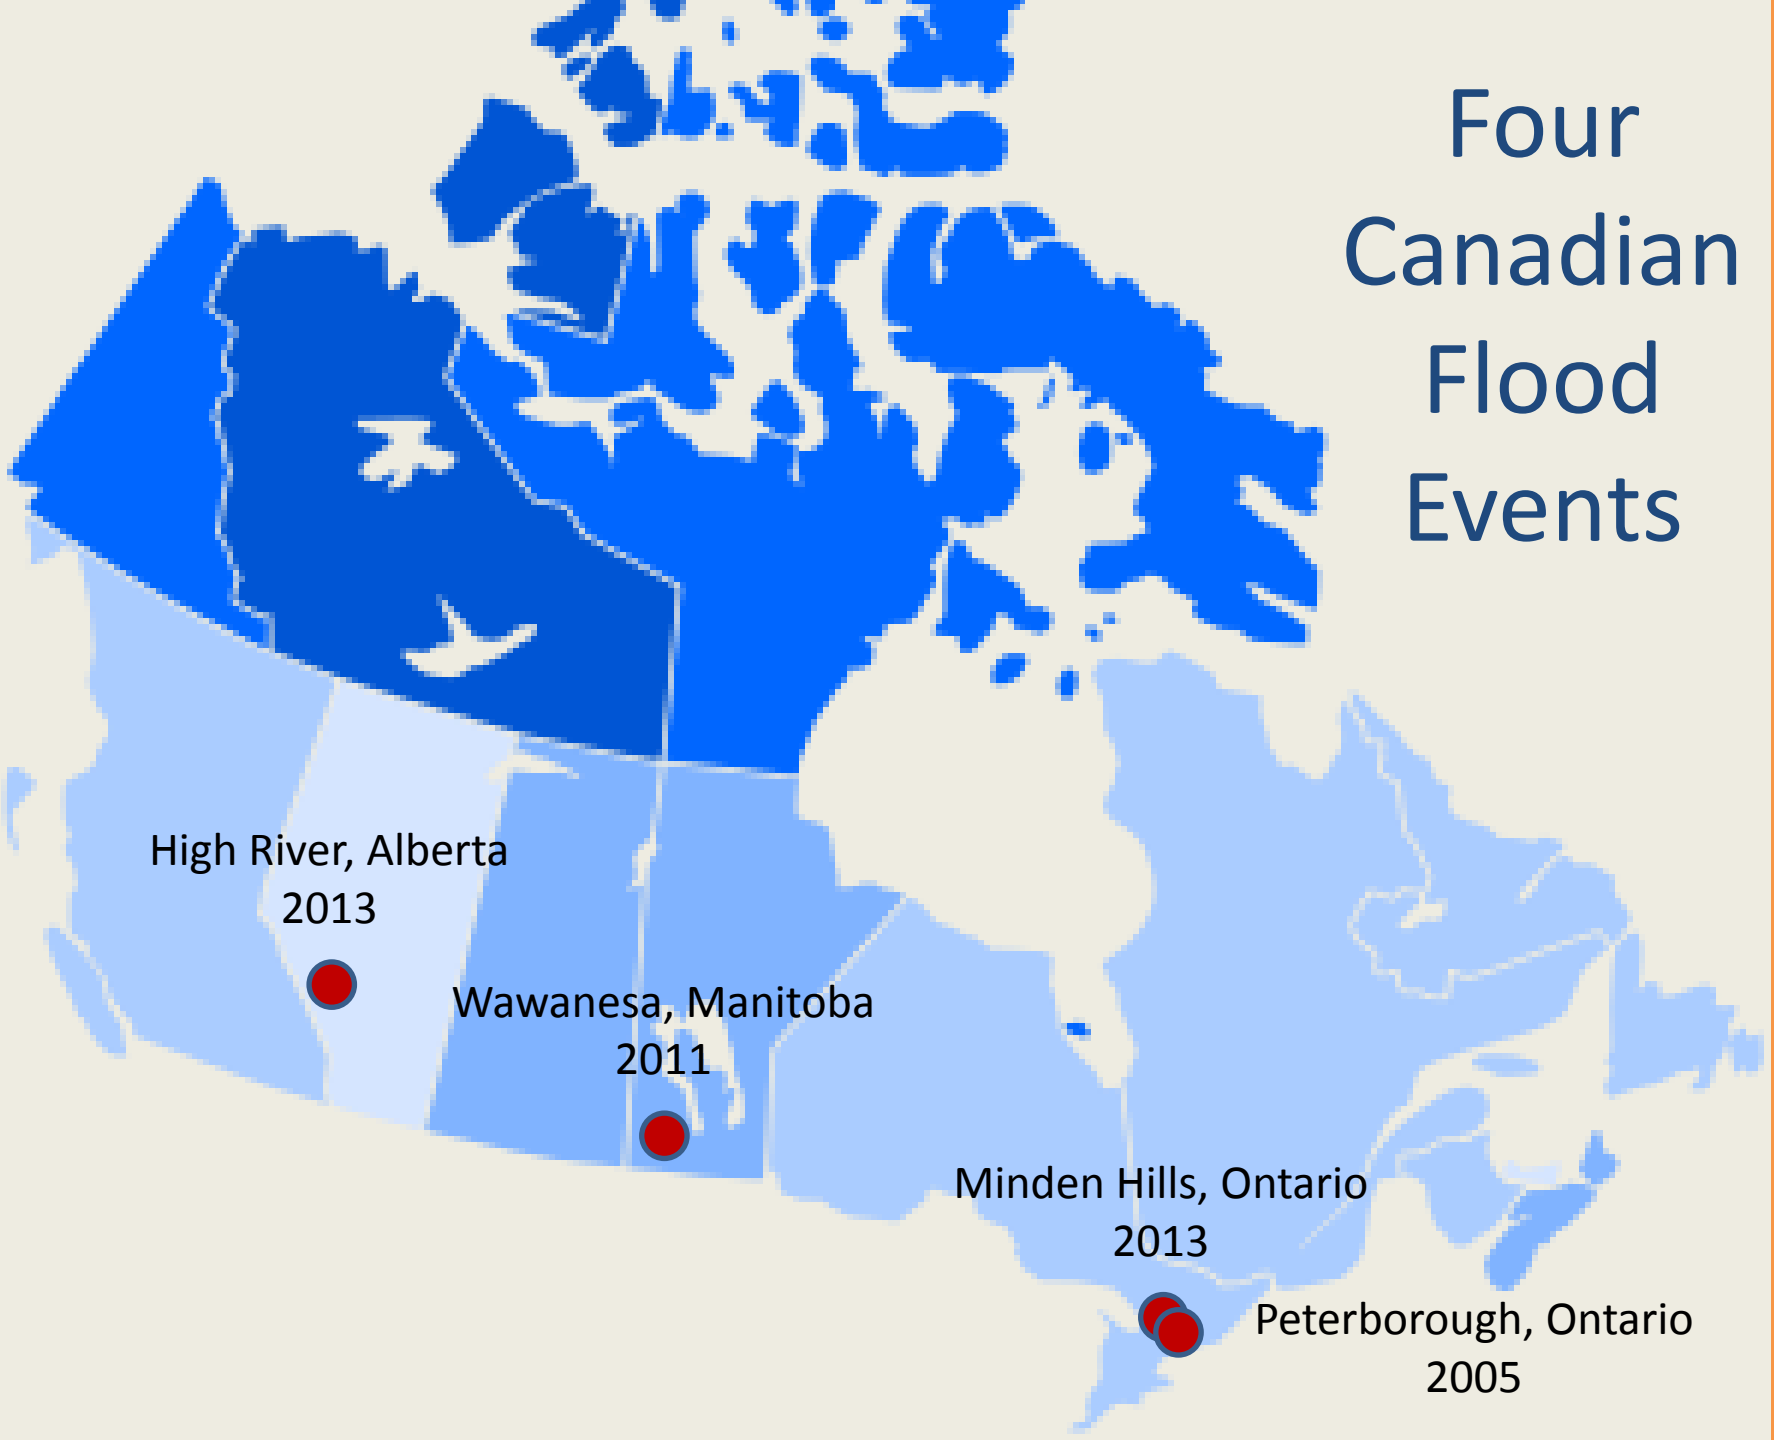 Four
Canadian
Flood
Events
High River, Alberta
2013
Wawanesa, Manitoba
2011
Minden Hills, Ontario
2013
Peterborough, Ontario
2005